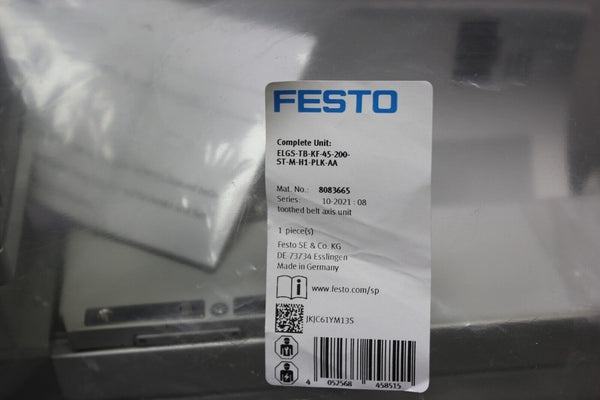 FESTO
Complete Unit:
ELGS-TB-KF-45-200-
ST-M-H1-PLK-AA
Mat. No.: 8083665
Series: 10-2021 : 08
toothed belt axis unit
1 piece(s)
Festo SE & Co. KG
DE-73734 Esslingen
Made in Germany
www.festo.com/sp
JKJC61YM13S
4 052568 458515